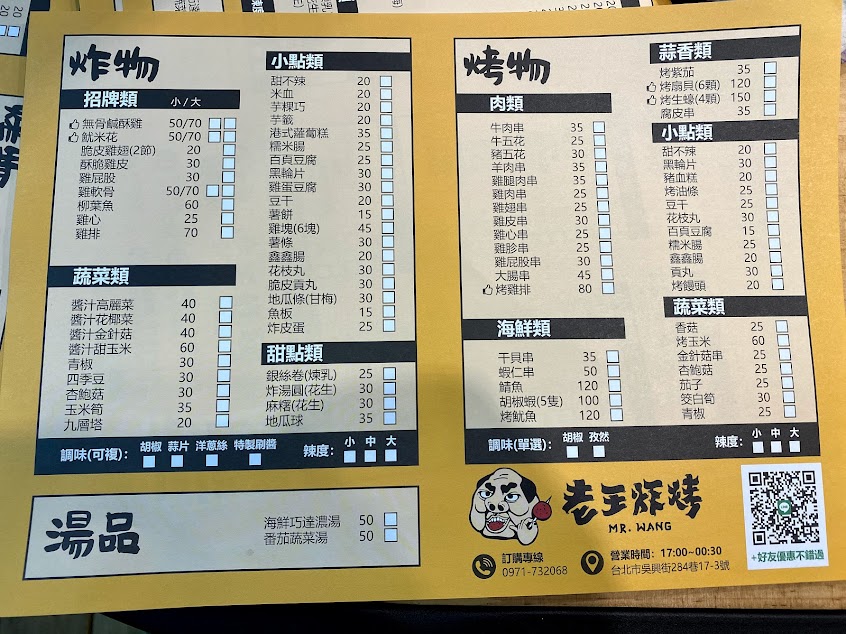 炸物
招牌類 小/大
無骨鹹酥雞 50/70
魷米花 50/70
脆皮雞翅(2節) 20
酥脆雞皮 30
雞屁股 30
雞軟骨 50/70
柳葉魚 60
雞心 25
雞排 70
蔬菜類
醬汁高麗菜 40
醬汁花椰菜 40
醬汁金針菇 40
醬汁甜玉米 60
青椒 30
四季豆 30
杏鮑菇 30
玉米筍 35
九層塔 20
小點類
甜不辣 20
米血 20
芋粿巧 20
芋籤 20
港式蘿蔔糕 35
糯米腸 25
百頁豆腐 25
黑輪片 30
雞蛋豆腐 30
豆干 20
薯餅 15
雞塊(6塊) 45
薯條 30
鑫鑫腸 20
花枝丸 30
脆皮貢丸 30
地瓜條(甘梅) 30
魚板 15
炸皮蛋 25
甜點類
銀絲卷(煉乳) 25
炸湯圓(花生) 30
麻糬(花生) 30
地瓜球 35
調味(可複): 胡椒 蒜片 洋蔥絲 特製刷醬 辣度: 小 中 大
湯品
海鮮巧達濃湯 50
番茄蔬菜湯 50
烤物
肉類
牛肉串 35
牛五花 25
豬五花 30
羊肉串 35
雞腿肉串 35
雞肉串 25
雞翅串 25
雞皮串 30
雞心串 25
雞胗串 25
雞屁股串 30
大腸串 45
烤雞排 80
海鮮類
干貝串 35
蝦仁串 50
鯖魚 120
胡椒蝦(5隻) 100
烤魷魚 120
蒜香類
烤紫茄 35
烤扇貝(6顆) 120
烤生蠔(4顆) 150
腐皮串 35
小點類
甜不辣 20
黑輪片 30
豬血糕 20
烤油條 25
豆干 25
花枝丸 30
百頁豆腐 15
糯米腸 25
鑫鑫腸 20
貢丸 30
烤饅頭 20
蔬菜類
香菇 25
烤玉米 60
金針菇串 25
杏鮑菇 25
茄子 25
筊白筍 30
青椒 25
調味(單選): 胡椒 孜然 辣度: 小 中 大
老王炸烤
MR. WANG
訂購專線
0971-732068
營業時間: 17:00~00:30
台北市吳興街284巷17-3號
+好友優惠不錯過